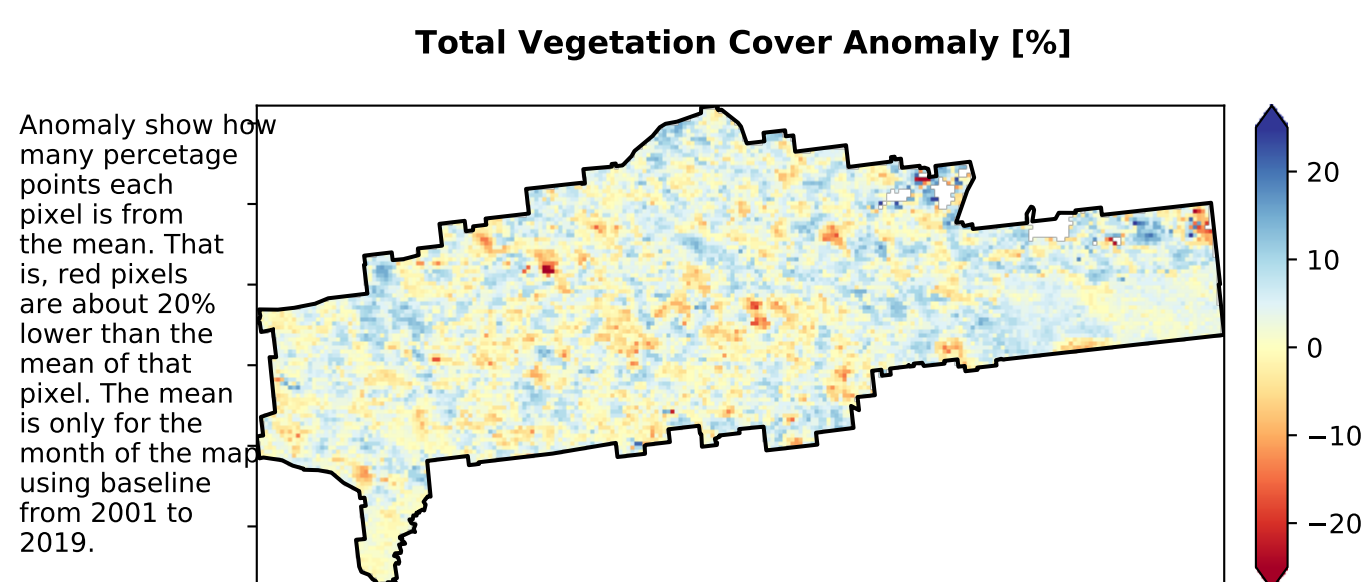 Total Vegetation Cover Anomaly [%]
Anomaly show how
many percetage
points each
pixel is from
the mean. That
is, red pixels
are about 20%
lower than the
mean of that
pixel. The mean
is only for the
month of the map
using baseline
from 2001 to
2019.
20
10
0
−10
−20